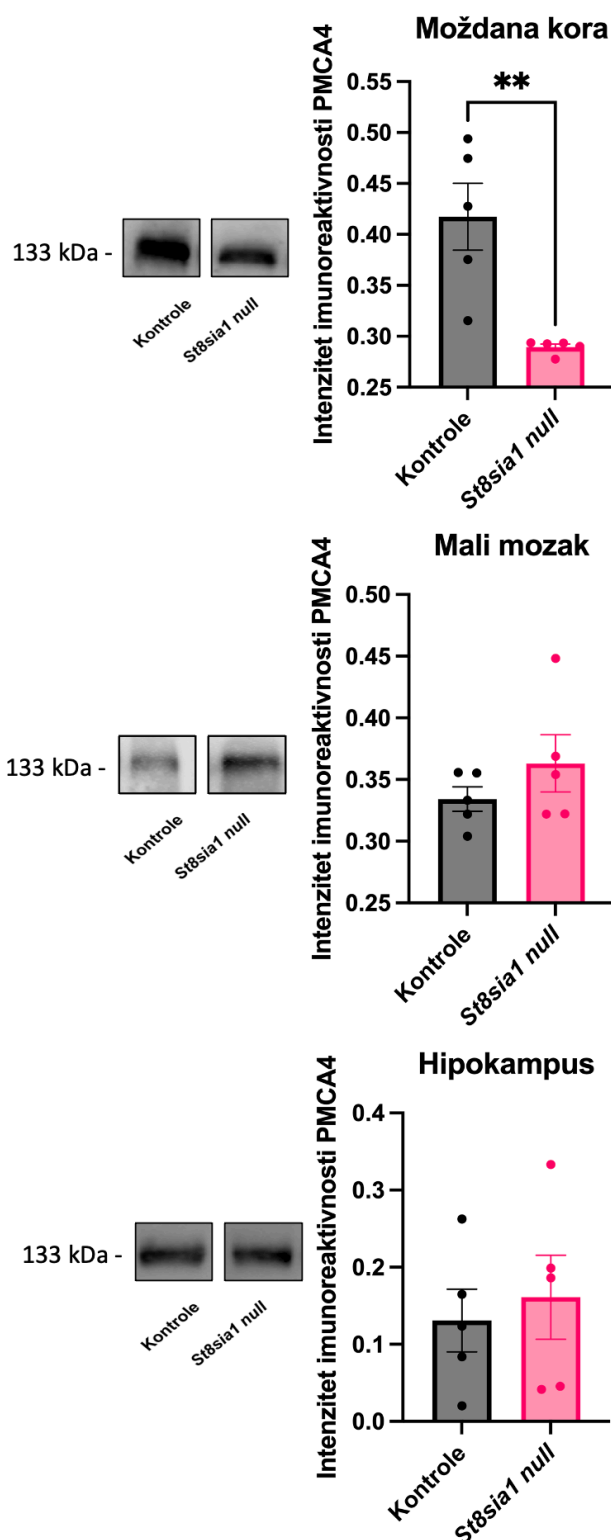 Moždana kora
**
Intenzitet imunoreaktivnosti PMCA4
0.55
0.50
0.45
0.40
0.35
0.30
0.25
133 kDa -
Kontrole
St8sia1 null
Kontrole
St8sia1 null
Mali mozak
Intenzitet imunoreaktivnosti PMCA4
0.50
0.45
0.40
0.35
0.30
0.25
133 kDa -
Kontrole
St8sia1 null
Kontrole
St8sia1 null
Hipokampus
Intenzitet imunoreaktivnosti PMCA4
0.4
0.3
0.2
0.1
0.0
133 kDa -
Kontrole
St8sia1 null
Kontrole
St8sia1 null